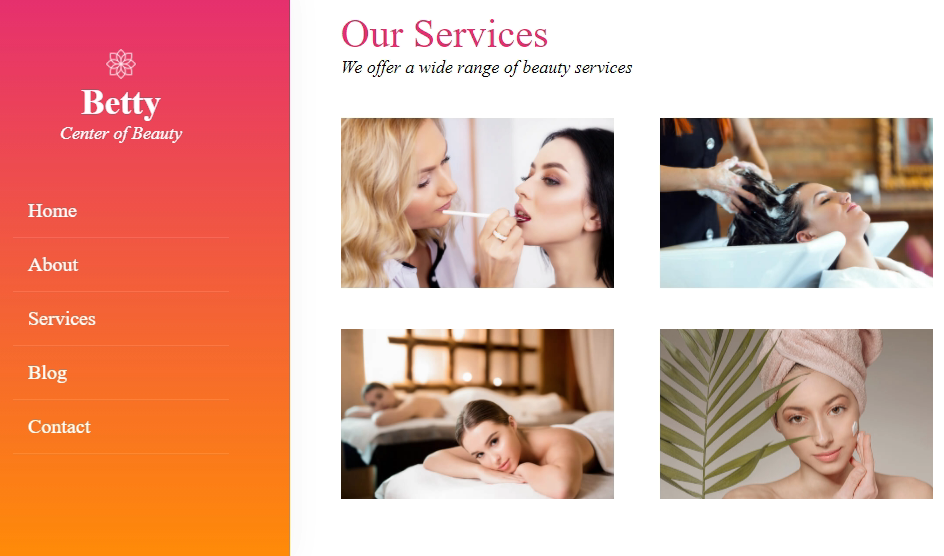 Betty
Center of Beauty
Home
About
Services
Blog
Contact
Our Services
We offer a wide range of beauty services